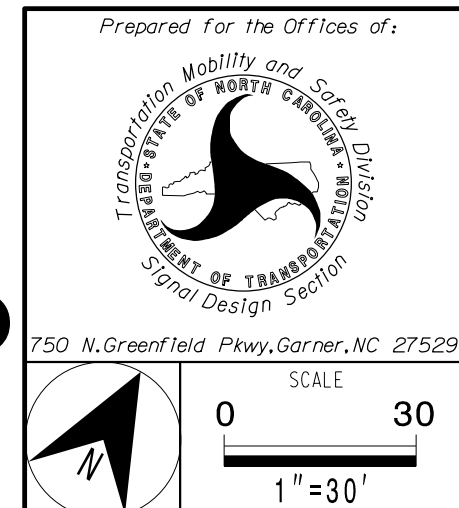 Prepared for the Offices of:
Transportation Mobility and Safety Division
STATE OF NORTH CAROLINA
DEPARTMENT OF TRANSPORTATION
Signal Design Section
750 N.Greenfield Pkwy,Garner,NC 27529
SCALE
0 30
N
1"=30'